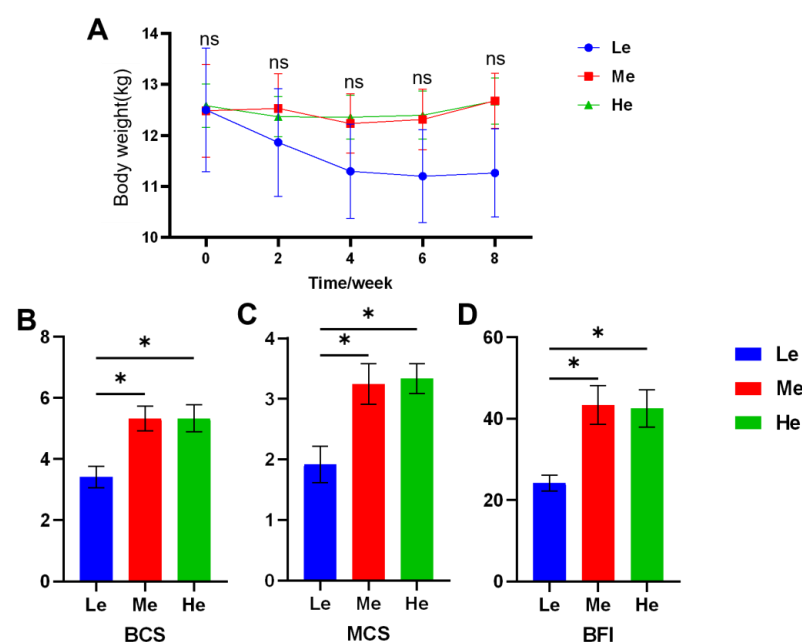 A
Body weight(kg)
14
13
12
11
10
ns
ns
ns
ns
ns
0
2
4
6
8
Time/week
Le
Me
He
B
8
6
4
2
0
*
*
Le
Me
He
BCS
C
4
3
2
1
0
*
*
Le
Me
He
MCS
D
60
40
20
0
*
*
Le
Me
He
BFI
Le
Me
He